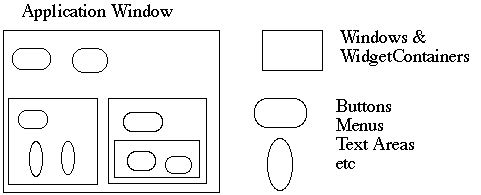 Application Window
Windows &
WidgetContainers
Buttons
Menus
Text Areas
etc